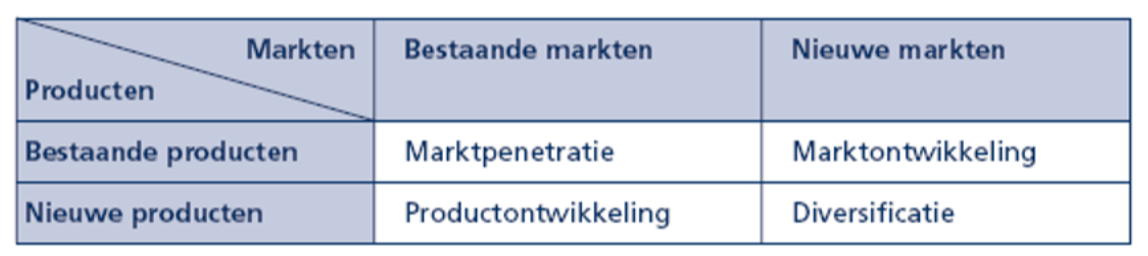 Markten
Producten
Bestaande markten
Nieuwe markten
Bestaande producten
Marktpenetratie
Marktontwikkeling
Nieuwe producten
Productontwikkeling
Diversificatie